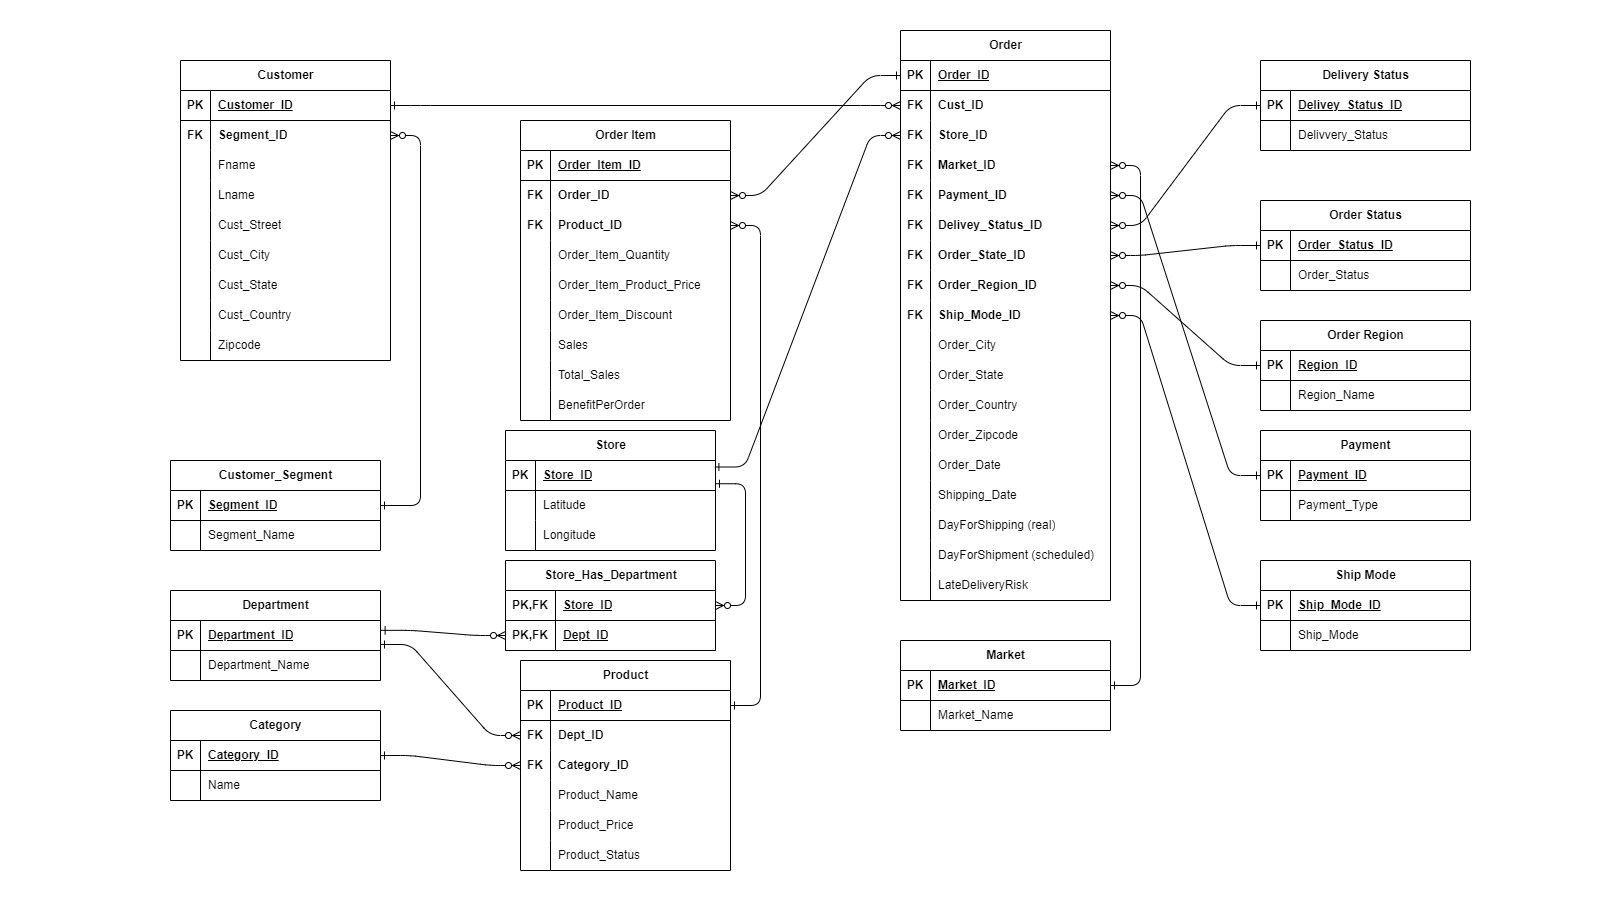 Customer
PK Customer_ID
FK Segment_ID
Fname
Lname
Cust_Street
Cust_City
Cust_State
Cust_Country
Zipcode
Customer_Segment
PK Segment_ID
Segment_Name
Department
PK Department_ID
Department_Name
Category
PK Category_ID
Name
Order Item
PK Order_Item_ID
FK Order_ID
FK Product_ID
Order_Item_Quantity
Order_Item_Product_Price
Order_Item_Discount
Sales
Total_Sales
BenefitPerOrder
Store
PK Store_ID
Latitude
Longitude
Store_Has_Department
PK,FK Store_ID
PK,FK Dept_ID
Product
PK Product_ID
FK Dept_ID
FK Category_ID
Product_Name
Product_Price
Product_Status
Order
PK Order_ID
FK Cust_ID
FK Store_ID
FK Market_ID
FK Payment_ID
FK Delivey_Status_ID
FK Order_State_ID
FK Order_Region_ID
FK Ship_Mode_ID
Order_City
Order_State
Order_Country
Order_Zipcode
Order_Date
Shipping_Date
DayForShipping (real)
DayForShipment (scheduled)
LateDeliveryRisk
Market
PK Market_ID
Market_Name
Delivery Status
PK Delivey_Status_ID
Delivvery_Status
Order Status
PK Order_Status_ID
Order_Status
Order Region
PK Region_ID
Region_Name
Payment
PK Payment_ID
Payment_Type
Ship Mode
PK Ship_Mode_ID
Ship_Mode